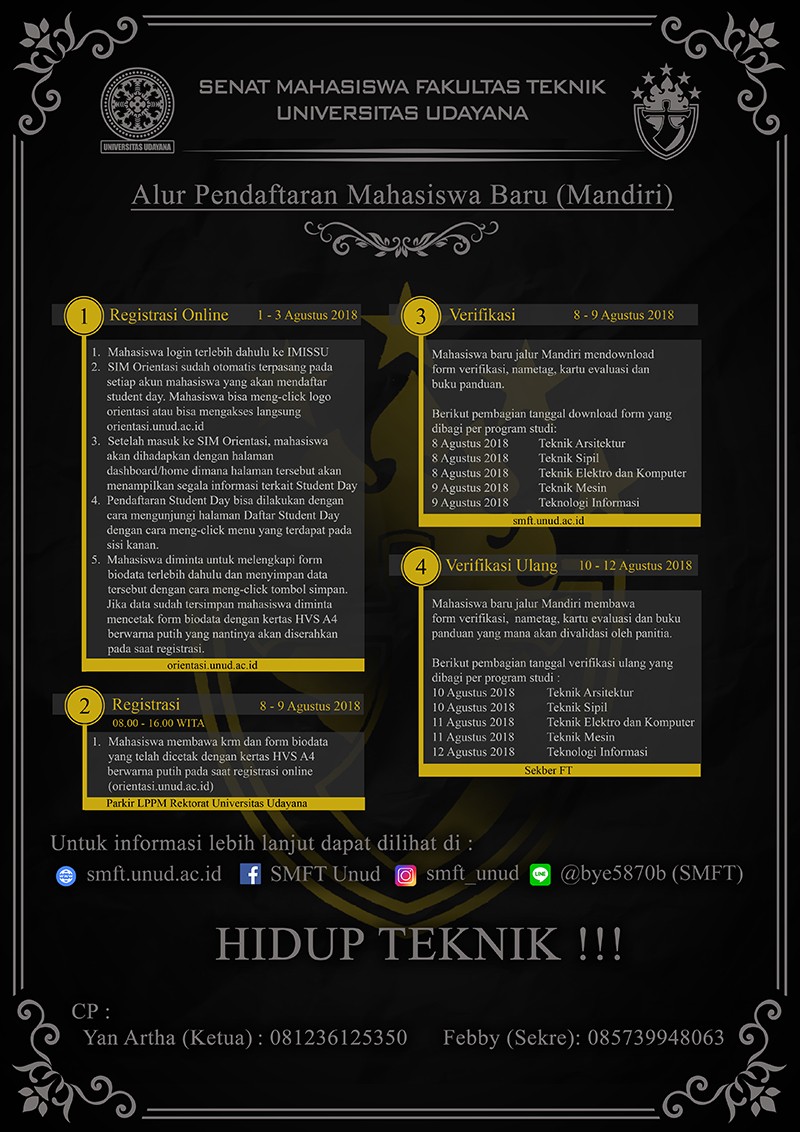 SENAT MAHASISWA FAKULTAS TEKNIK
UNIVERSITAS UDAYANA
UNIVERSITAS UDAYANA
Alur Pendaftaran Mahasiswa Baru (Mandiri)
1 Registrasi Online 1 - 3 Agustus 2018
1. Mahasiswa login terlebih dahulu ke IMISSU
2. SIM Orientasi sudah otomatis terpasang pada
setiap akun mahasiswa yang akan mendaftar
student day. Mahasiswa bisa meng-click logo
orientasi atau bisa mengakses langsung
orientasi.unud.ac.id
3. Setelah masuk ke SIM Orientasi, mahasiswa
akan dihadapkan dengan halaman
dashboard/home dimana halaman tersebut akan
menampilkan segala informasi terkait Student Day
4. Pendaftaran Student Day bisa dilakukan dengan
cara mengunjungi halaman Daftar Student Day
dengan cara meng-click menu yang terdapat pada
sisi kanan.
5. Mahasiswa diminta untuk melengkapi form
biodata terlebih dahulu dan menyimpan data
tersebut dengan cara meng-click tombol simpan.
Jika data sudah tersimpan mahasiswa diminta
mencetak form biodata dengan kertas HVS A4
berwarna putih yang nantinya akan diserahkan
pada saat registrasi.
orientasi.unud.ac.id
2 Registrasi 8 - 9 Agustus 2018
08.00 - 16.00 WITA
1. Mahasiswa membawa krm dan form biodata
yang telah dicetak dengan kertas HVS A4
berwarna putih pada saat registrasi online
(orientasi.unud.ac.id)
Parkir LPPM Rektorat Universitas Udayana
3 Verifikasi 8 - 9 Agustus 2018
Mahasiswa baru jalur Mandiri mendownload
form verifikasi, nametag, kartu evaluasi dan
buku panduan.
Berikut pembagian tanggal download form yang
dibagi per program studi:
8 Agustus 2018 Teknik Arsitektur
8 Agustus 2018 Teknik Sipil
8 Agustus 2018 Teknik Elektro dan Komputer
9 Agustus 2018 Teknik Mesin
9 Agustus 2018 Teknologi Informasi
smft.unud.ac.id
4 Verifikasi Ulang 10 - 12 Agustus 2018
Mahasiswa baru jalur Mandiri membawa
form verifikasi, nametag, kartu evaluasi dan buku
panduan yang mana akan divalidasi oleh panitia.
Berikut pembagian tanggal verifikasi ulang yang
dibagi per program studi :
10 Agustus 2018 Teknik Arsitektur
10 Agustus 2018 Teknik Sipil
11 Agustus 2018 Teknik Elektro dan Komputer
11 Agustus 2018 Teknik Mesin
12 Agustus 2018 Teknologi Informasi
Sekber FT
Untuk informasi lebih lanjut dapat dilihat di :
smft.unud.ac.id SMFT Unud smft_unud @bye5870b (SMFT)
HIDUP TEKNIK !!!
CP :
Yan Artha (Ketua) : 081236125350 Febby (Sekre): 085739948063